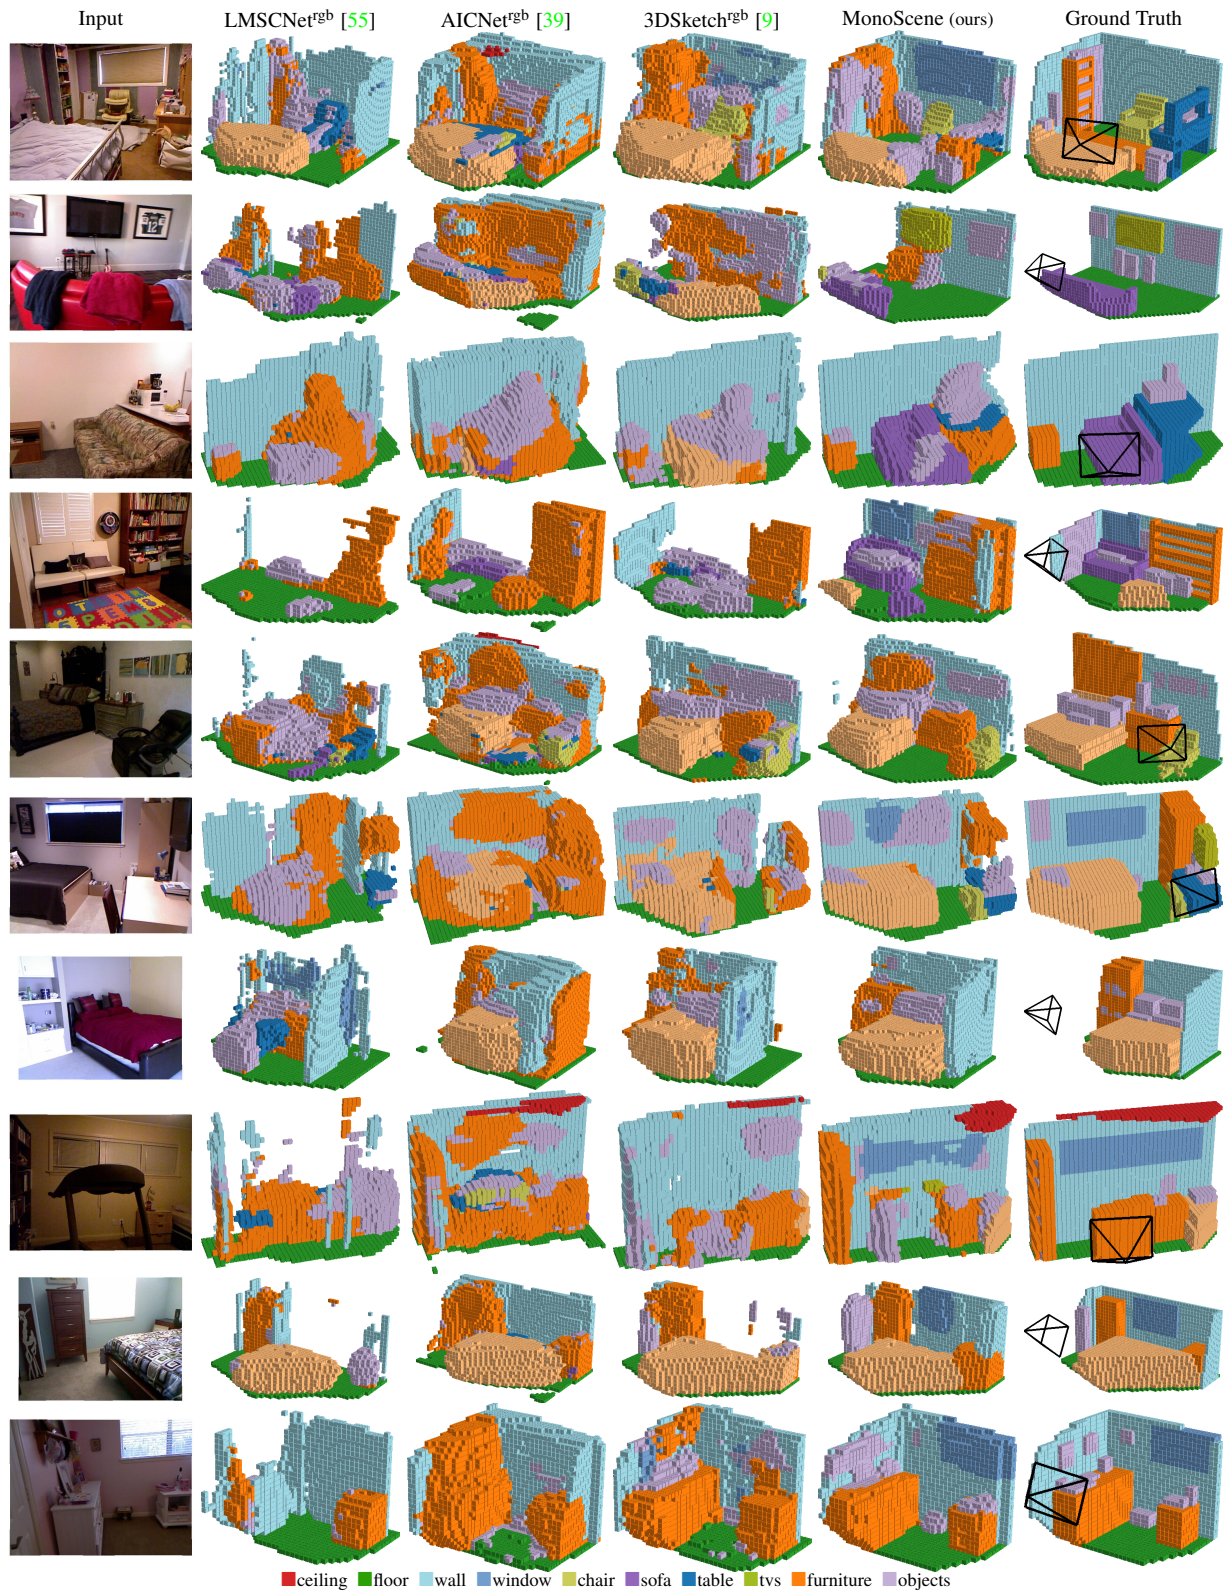 Input LMSCNetʳᵍᵇ [55] AICNetʳᵍᵇ [39] 3DSketchʳᵍᵇ [9] MonoScene (ours) Ground Truth
12
ceiling floor wall window chair sofa table tvs furniture objects